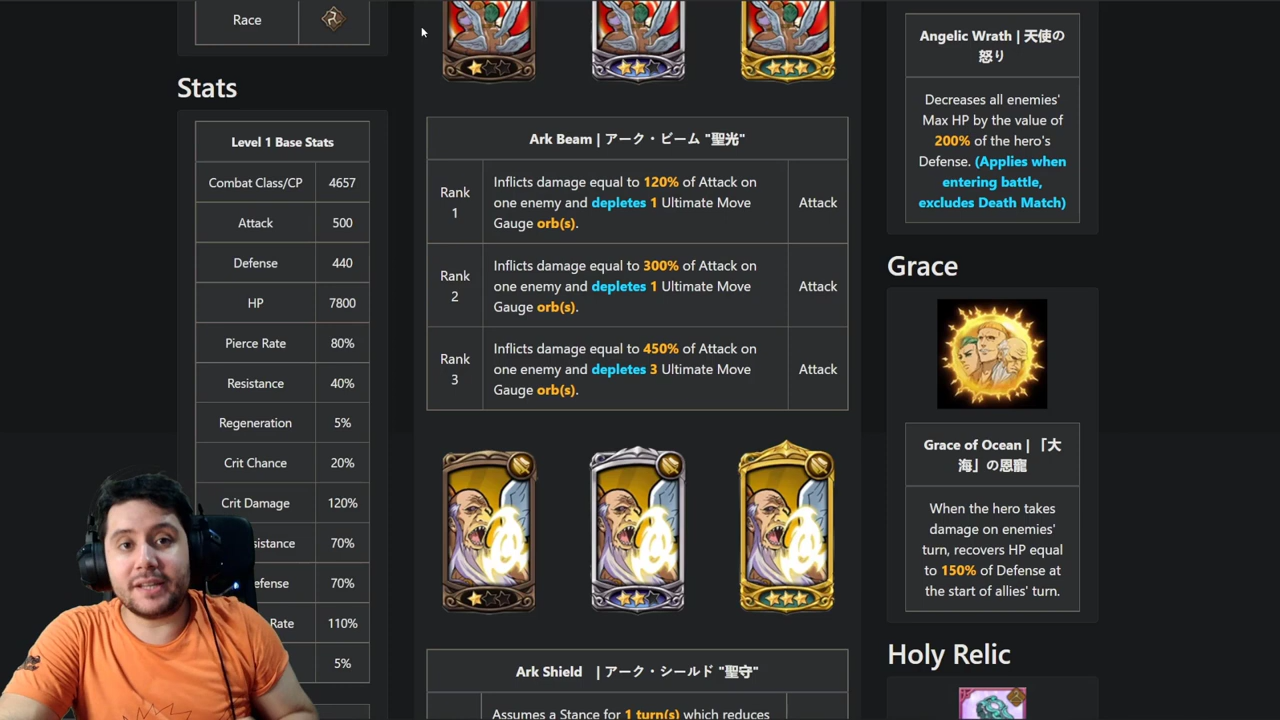 Race
Stats
Level 1 Base Stats
Combat Class/CP 4657
Attack 500
Defense 440
HP 7800
Pierce Rate 80%
Resistance 40%
Regeneration 5%
Crit Chance 20%
Crit Damage 120%
sistance 70%
efense 70%
Rate 110%
5%
Ark Beam | アーク・ビーム "聖光"
Rank 1
Inflicts damage equal to 120% of Attack on
one enemy and depletes 1 Ultimate Move
Gauge orb(s).
Attack
Rank 2
Inflicts damage equal to 300% of Attack on
one enemy and depletes 1 Ultimate Move
Gauge orb(s).
Attack
Rank 3
Inflicts damage equal to 450% of Attack on
one enemy and depletes 3 Ultimate Move
Gauge orb(s).
Attack
Ark Shield | アーク・シールド "聖守"
Assumes a Stance for 1 turn(s) which reduces
Angelic Wrath | 天使の
怒り
Decreases all enemies'
Max HP by the value of
200% of the hero's
Defense. (Applies when
entering battle,
excludes Death Match)
Grace
Grace of Ocean | 「大
海」の恩寵
When the hero takes
damage on enemies'
turn, recovers HP equal
to 150% of Defense at
the start of allies' turn.
Holy Relic